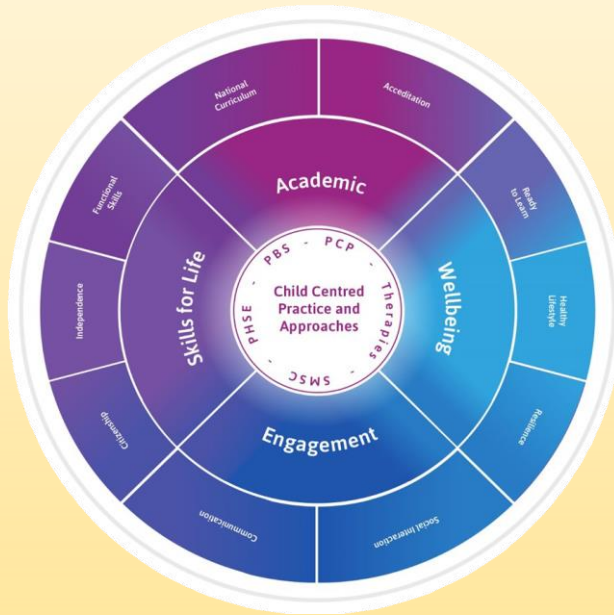 National
Curriculum
Accreditation
Functional
Skills
Ready
to Learn
Academic
Independence
Skills for Life
PHSE - PBS - PCP - Therapies - SMSC -
Child Centred
Practice and
Approaches
Wellbeing
Healthy
Lifestyle
Citizenship
Engagement
Resilience
Communication
Social Interaction